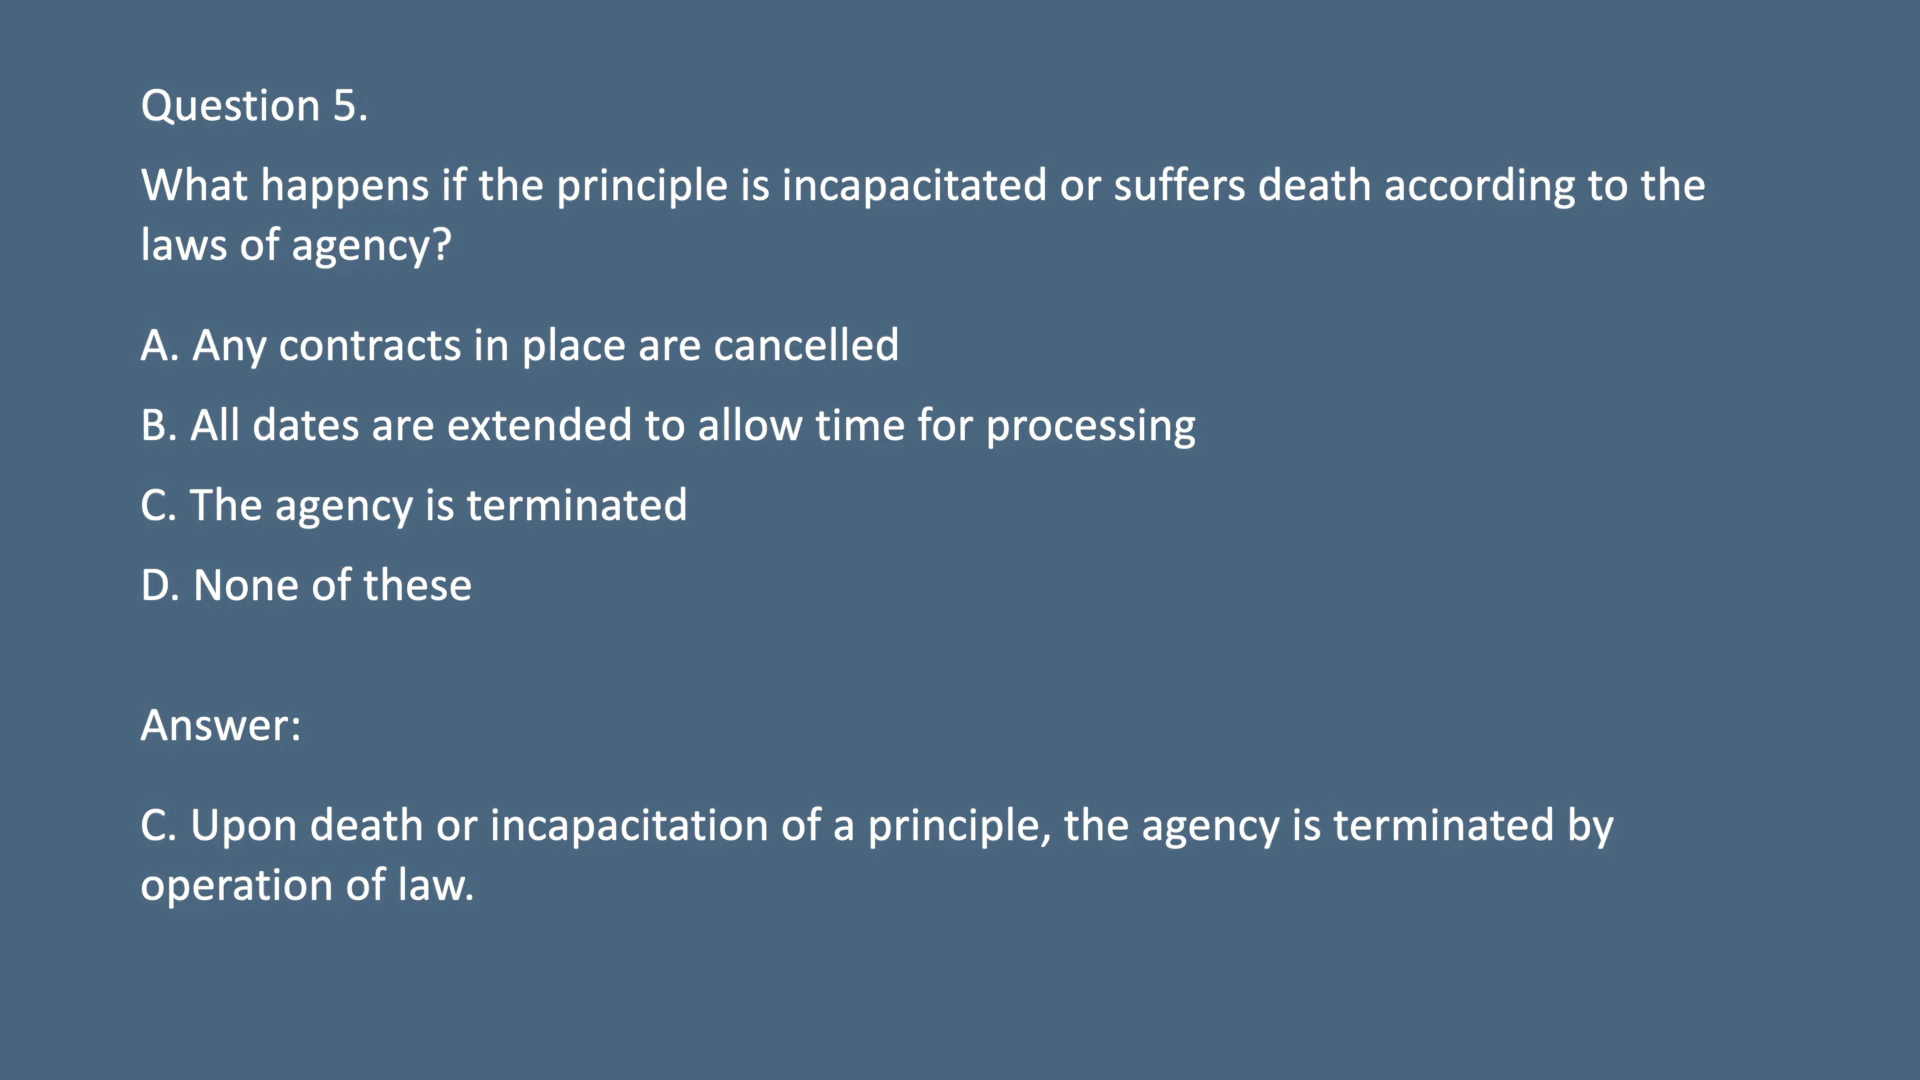 Question 5.
What happens if the principle is incapacitated or suffers death according to the
laws of agency?
A. Any contracts in place are cancelled
B. All dates are extended to allow time for processing
C. The agency is terminated
D. None of these
Answer:
C. Upon death or incapacitation of a principle, the agency is terminated by
operation of law.